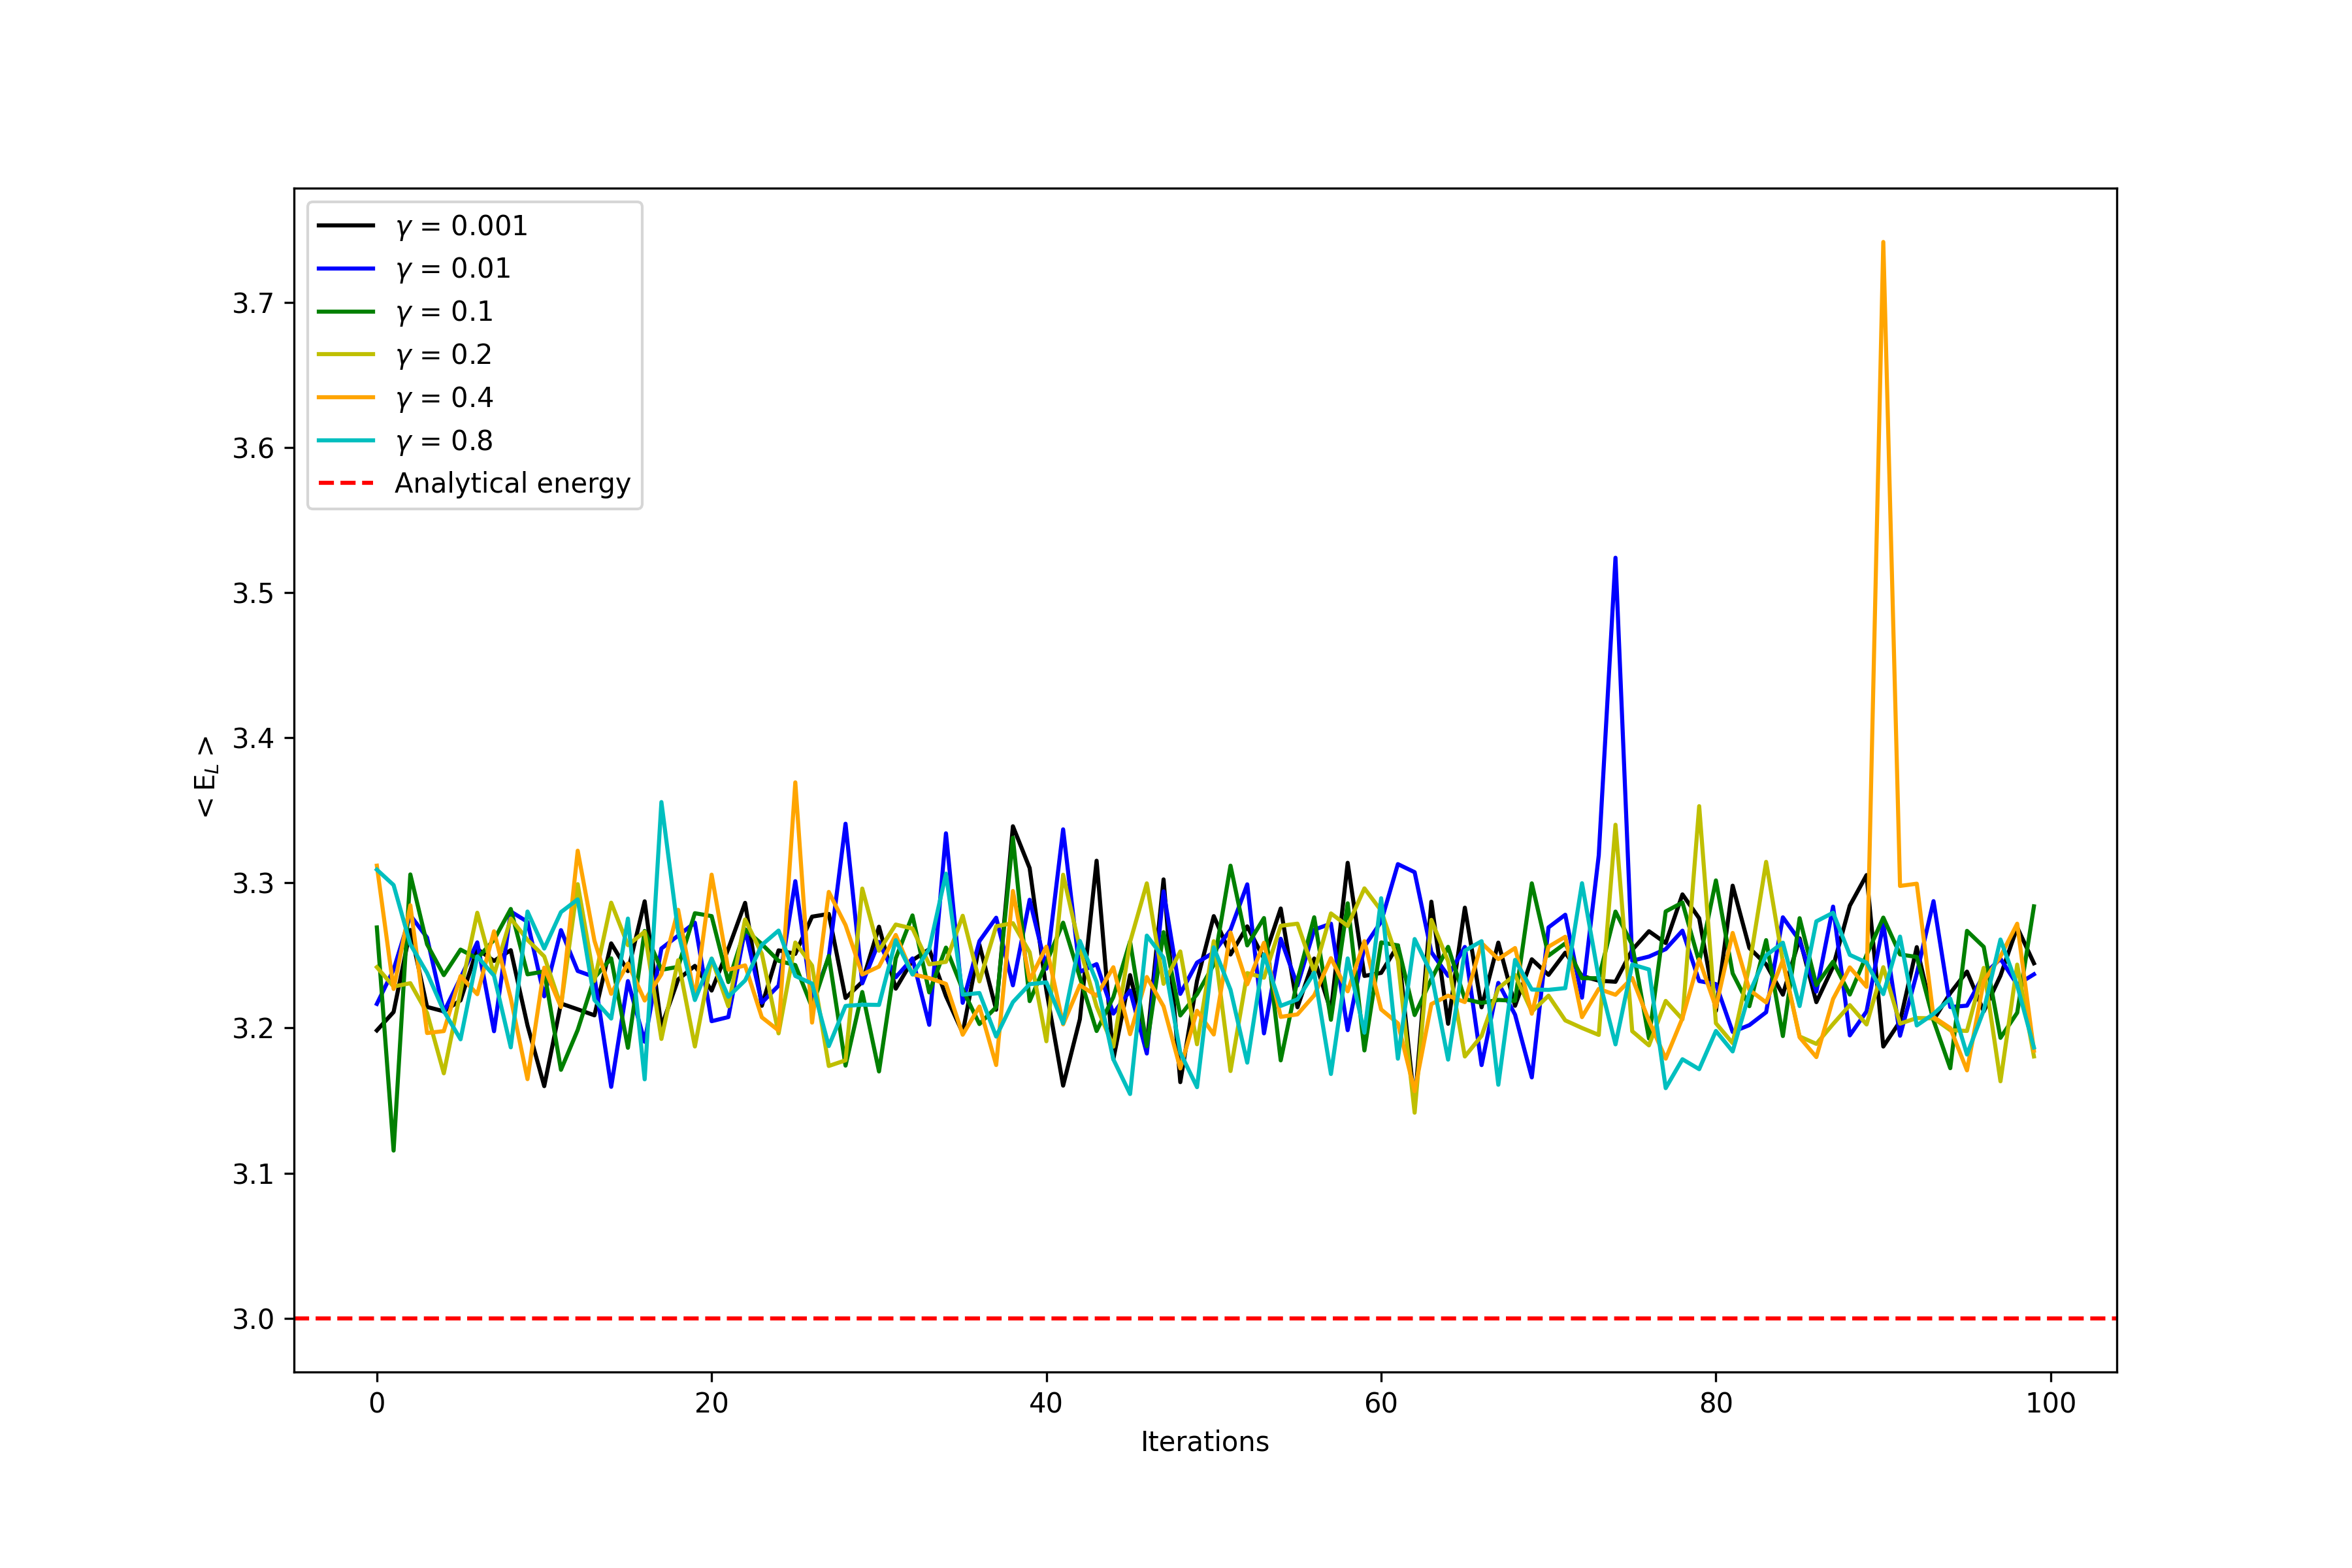 γ = 0.001
γ = 0.01
γ = 0.1
γ = 0.2
γ = 0.4
γ = 0.8
Analytical energy
3.7
3.6
3.5
3.4
3.3
3.2
3.1
3.0
< E_L >
0 20 40 60 80 100
Iterations